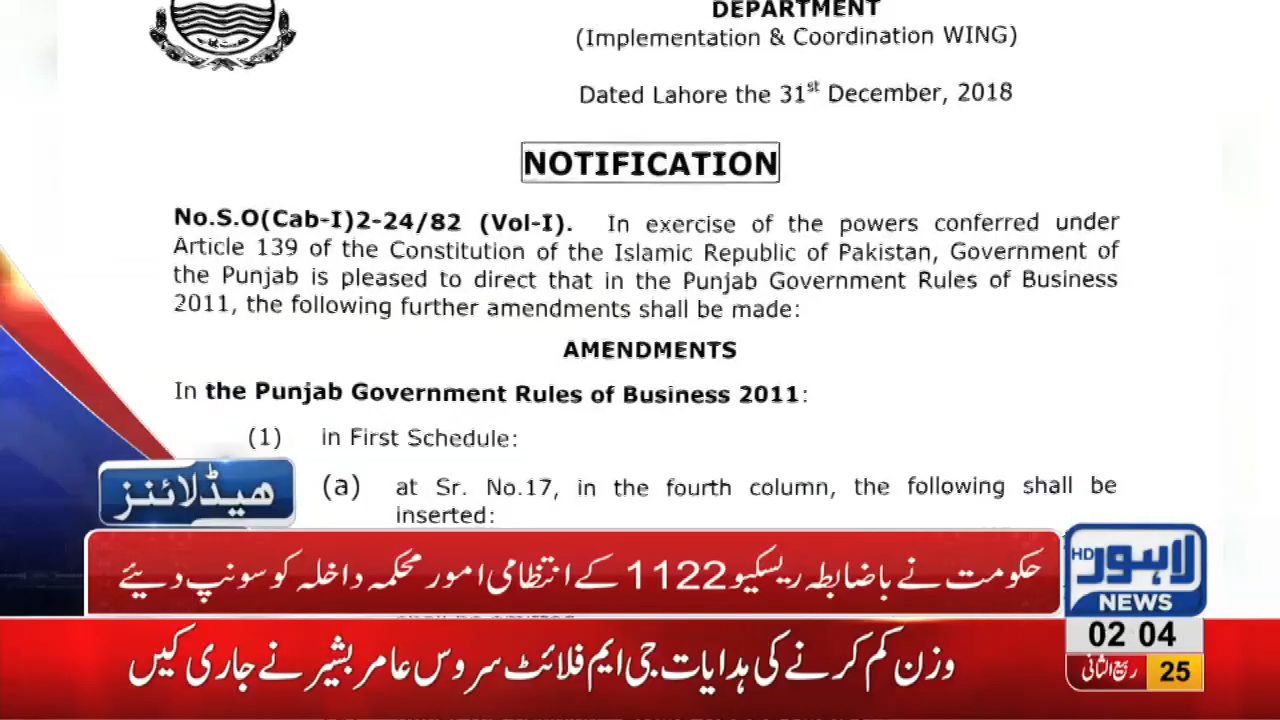 DEPARTMENT
(Implementation & Coordination WING)
Dated Lahore the 31st December, 2018
NOTIFICATION
No.S.O(Cab-I)2-24/82 (Vol-I). In exercise of the powers conferred under
Article 139 of the Constitution of the Islamic Republic of Pakistan, Government of
the Punjab is pleased to direct that in the Punjab Government Rules of Business
2011, the following further amendments shall be made:
AMENDMENTS
In the Punjab Government Rules of Business 2011:
(1) in First Schedule:
(a) at Sr. No.17, in the fourth column, the following shall be
inserted:
ہیڈلائنز
حکومت نے باضابطہ ریسکیو 1122 کے انتظامی امور محکمہ داخلہ کو سونپ دیئے
لاہور HD
NEWS
02 04
ربیع الثانی 25
وزن کم کرنے کی ہدایات جی ایم فلائٹ سروس عامر بشیر نے جاری کیں